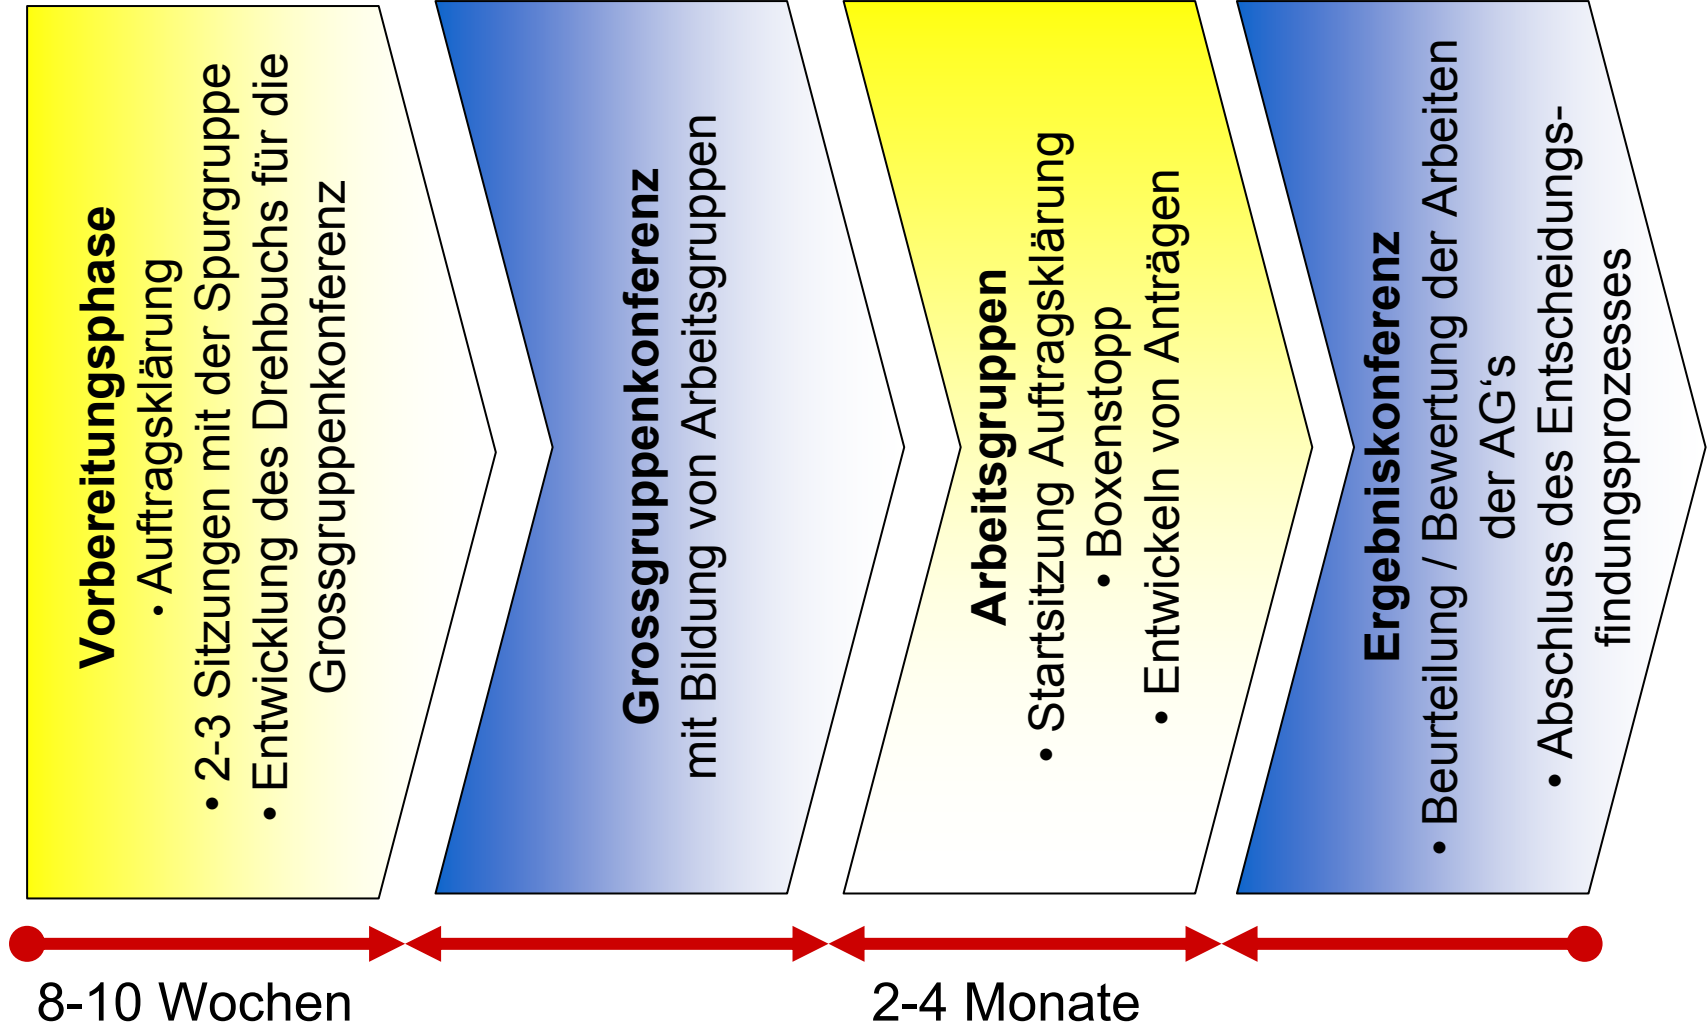 Vorbereitungsphase
• Auftragsklärung
• 2-3 Sitzungen mit der Spurgruppe
• Entwicklung des Drehbuchs für die
Grossgruppenkonferenz
Grossgruppenkonferenz
mit Bildung von Arbeitsgruppen
Arbeitsgruppen
• Startsitzung Auftragsklärung
• Boxenstopp
• Entwickeln von Anträgen
Ergebniskonferenz
• Beurteilung / Bewertung der Arbeiten
der AG‘s
• Abschluss des Entscheidungs-
findungsprozesses
8-10 Wochen
2-4 Monate